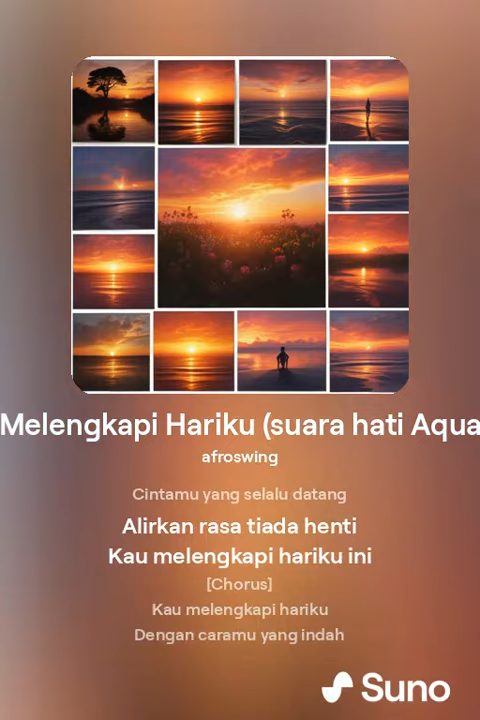 Melengkapi Hariku (suara hati Aqua
afroswing
Cintamu yang selalu datang
Alirkan rasa tiada henti
Kau melengkapi hariku ini
[Chorus]
Kau melengkapi hariku
Dengan caramu yang indah
Suno